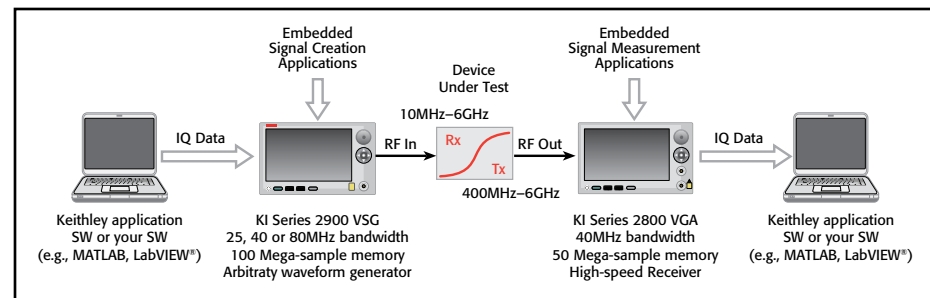 Embedded
Signal Creation
Applications
Embedded
Signal Measurement
Applications
Device
Under Test
10MHz–6GHz
IQ Data
RF In
Rx
Tx
RF Out
IQ Data
400MHz–6GHz
Keithley application
SW or your SW
(e.g., MATLAB, LabVIEW®)
KI Series 2900 VSG
25, 40 or 80MHz bandwidth
100 Mega-sample memory
Arbitraty waveform generator
KI Series 2800 VGA
40MHz bandwidth
50 Mega-sample memory
High-speed Receiver
Keithley application
SW or your SW
(e.g., MATLAB, LabVIEW®)